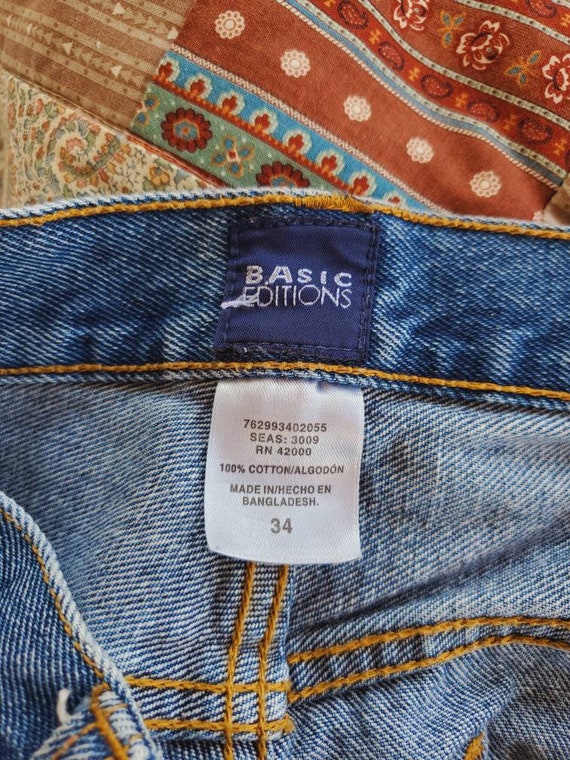 BASIC
EDITIONS
762993402055
SEAS: 3009
RN 42000
100% COTTON/ALGODÓN
MADE IN/HECHO EN
BANGLADESH.
34